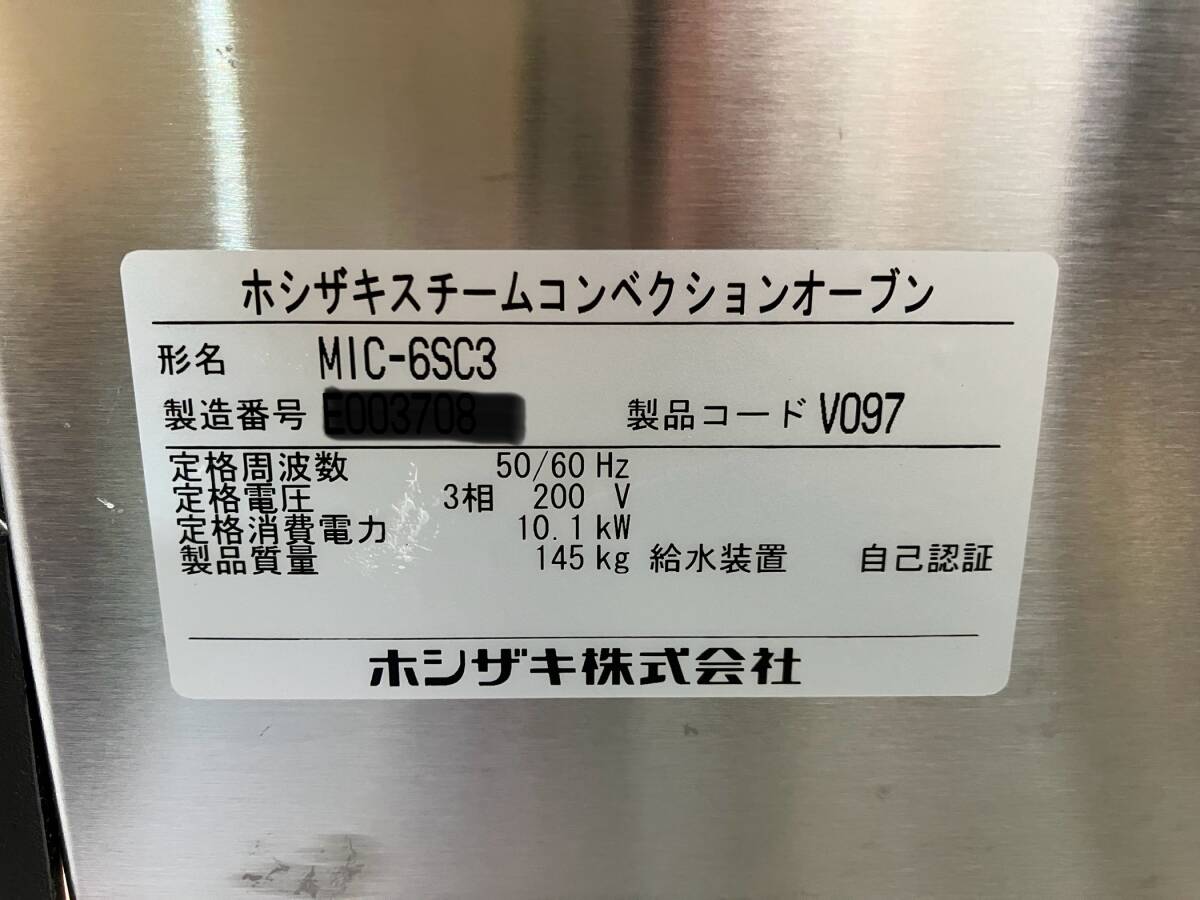 ホシザキスチームコンベクションオーブン
形名 MIC-6SC3
製造番号 E003708 製品コード V097
定格周波数 50/60 Hz
定格電圧 3相 200 V
定格消費電力 10.1 kW
製品質量 145 kg 給水装置 自己認証
ホシザキ株式会社